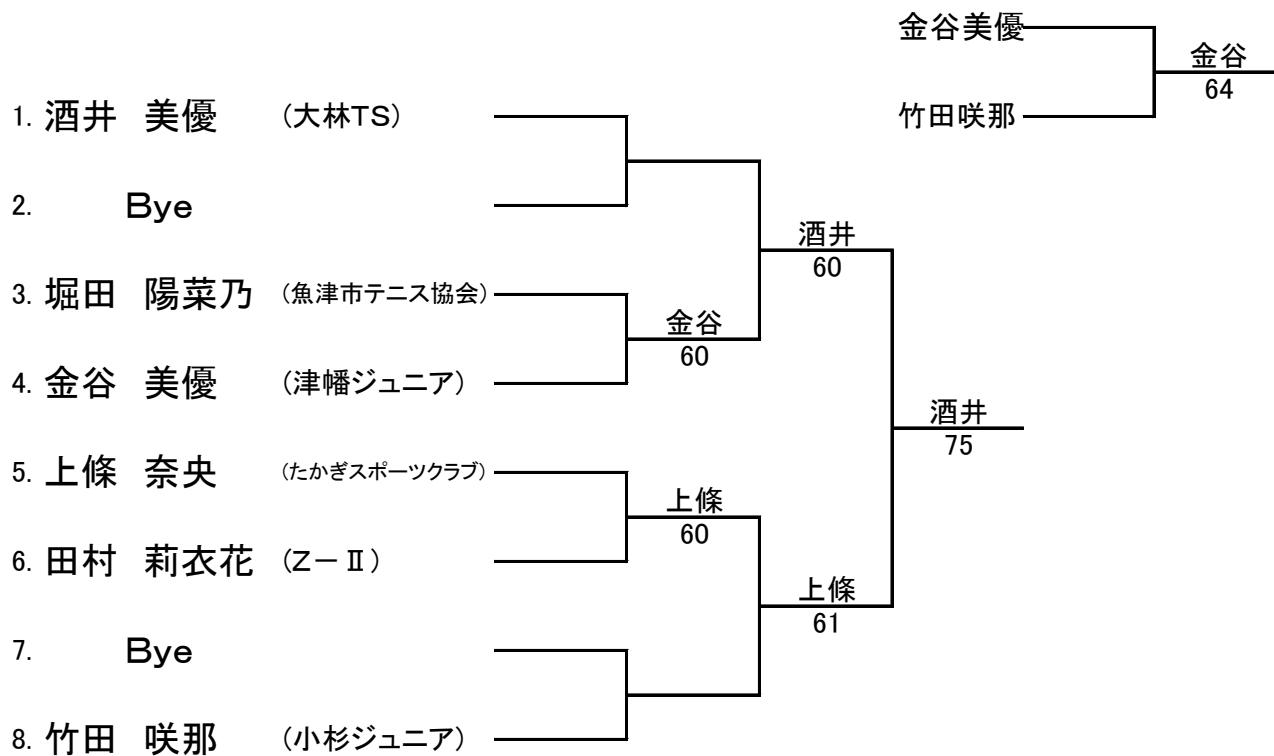 金谷美優
金谷
64
竹田咲那
1. 酒井 美優 (大林TS)
2. Bye
酒井
60
3. 堀田 陽菜乃 (魚津市テニス協会)
金谷
60
4. 金谷 美優 (津幡ジュニア)
酒井
75
5. 上條 奈央 (たかぎスポーツクラブ)
上條
60
6. 田村 莉衣花 (Z－Ⅱ)
上條
61
7. Bye
8. 竹田 咲那 (小杉ジュニア)